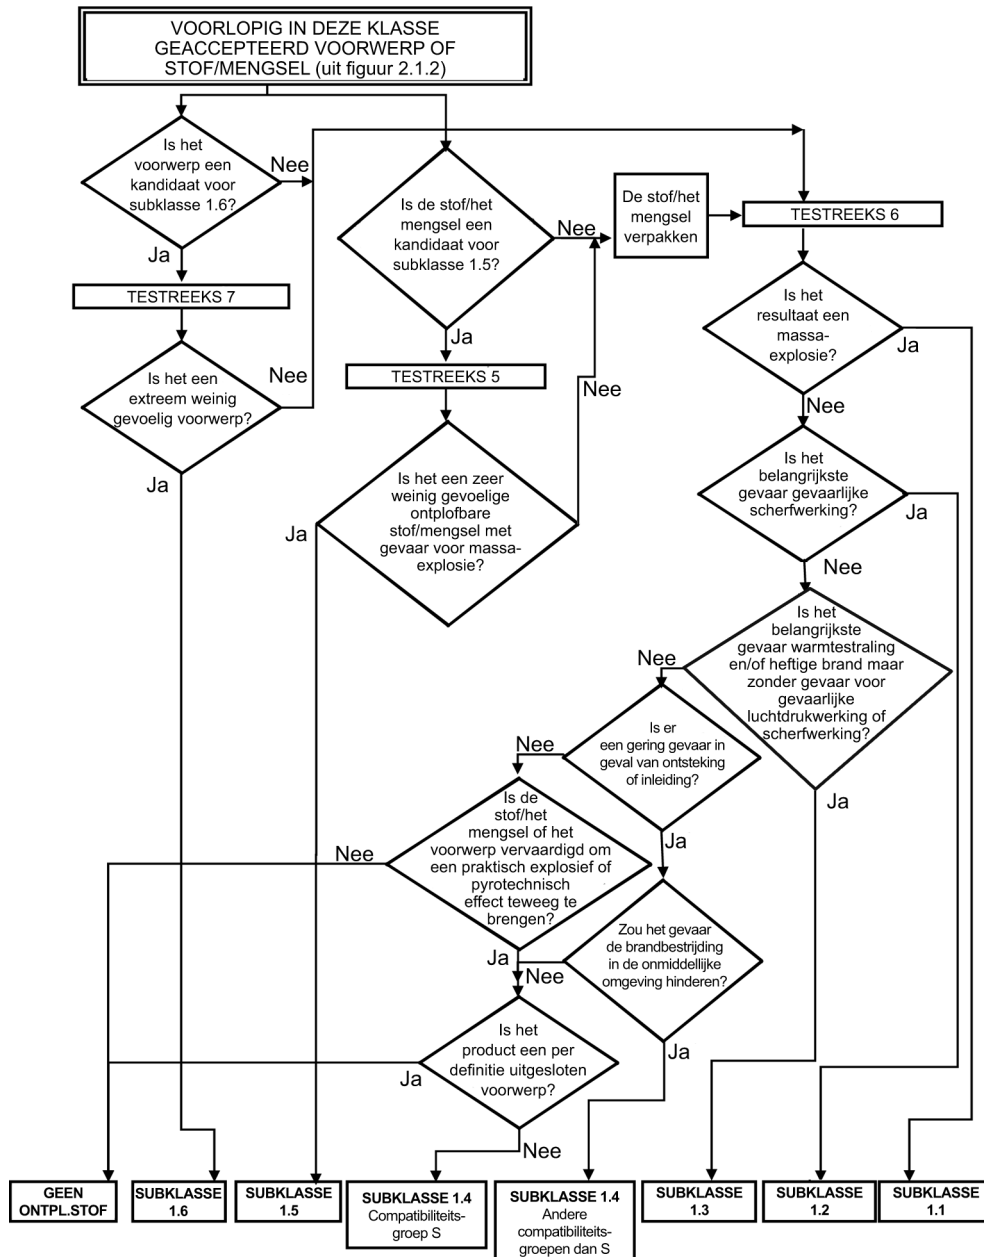 VOORLOPIG IN DEZE KLASSE
GEACCEPTEERD VOORWERP OF
STOF/MENGSEL (uit figuur 2.1.2)
Is het
voorwerp een
kandidaat voor
subklasse 1.6?
Nee
Ja
TESTREEKS 7
Is het een
extreem weinig
gevoelig voorwerp?
Nee
Ja
Is de stof/het
mengsel een
kandidaat voor
subklasse 1.5?
Nee
Ja
TESTREEKS 5
Nee
Is het een zeer
weinig gevoelige
ontplofbare
stof/mengsel met
gevaar voor massa-
explosie?
Ja
De stof/het
mengsel
verpakken
TESTREEKS 6
Is het
resultaat een
massa-
explosie?
Ja
Nee
Is het
belangrijkste
gevaar gevaarlijke
scherfwerking?
Ja
Nee
Is het
belangrijkste
gevaar warmtestraling
en/of heftige brand maar
zonder gevaar voor
gevaarlijke
luchtdrukwerking of
scherfwerking?
Nee
Ja
Is er
een gering gevaar in
geval van ontsteking
of inleiding?
Nee
Ja
Is de
stof/het
mengsel of het
voorwerp vervaardigd om
een praktisch explosief of
pyrotechnisch
effect teweeg te
brengen?
Nee
Ja
Zou het gevaar
de brandbestrijding
in de onmiddellijke
omgeving hinderen?
Nee
Ja
Is het
product een per
definitie uitgesloten
voorwerp?
Ja
Nee
GEEN
ONTPL.STOF
SUBKLASSE
1.6
SUBKLASSE
1.5
SUBKLASSE 1.4
Compatibiliteits-
groep S
SUBKLASSE 1.4
Andere
compatibiliteits-
groepen dan S
SUBKLASSE
1.3
SUBKLASSE
1.2
SUBKLASSE
1.1